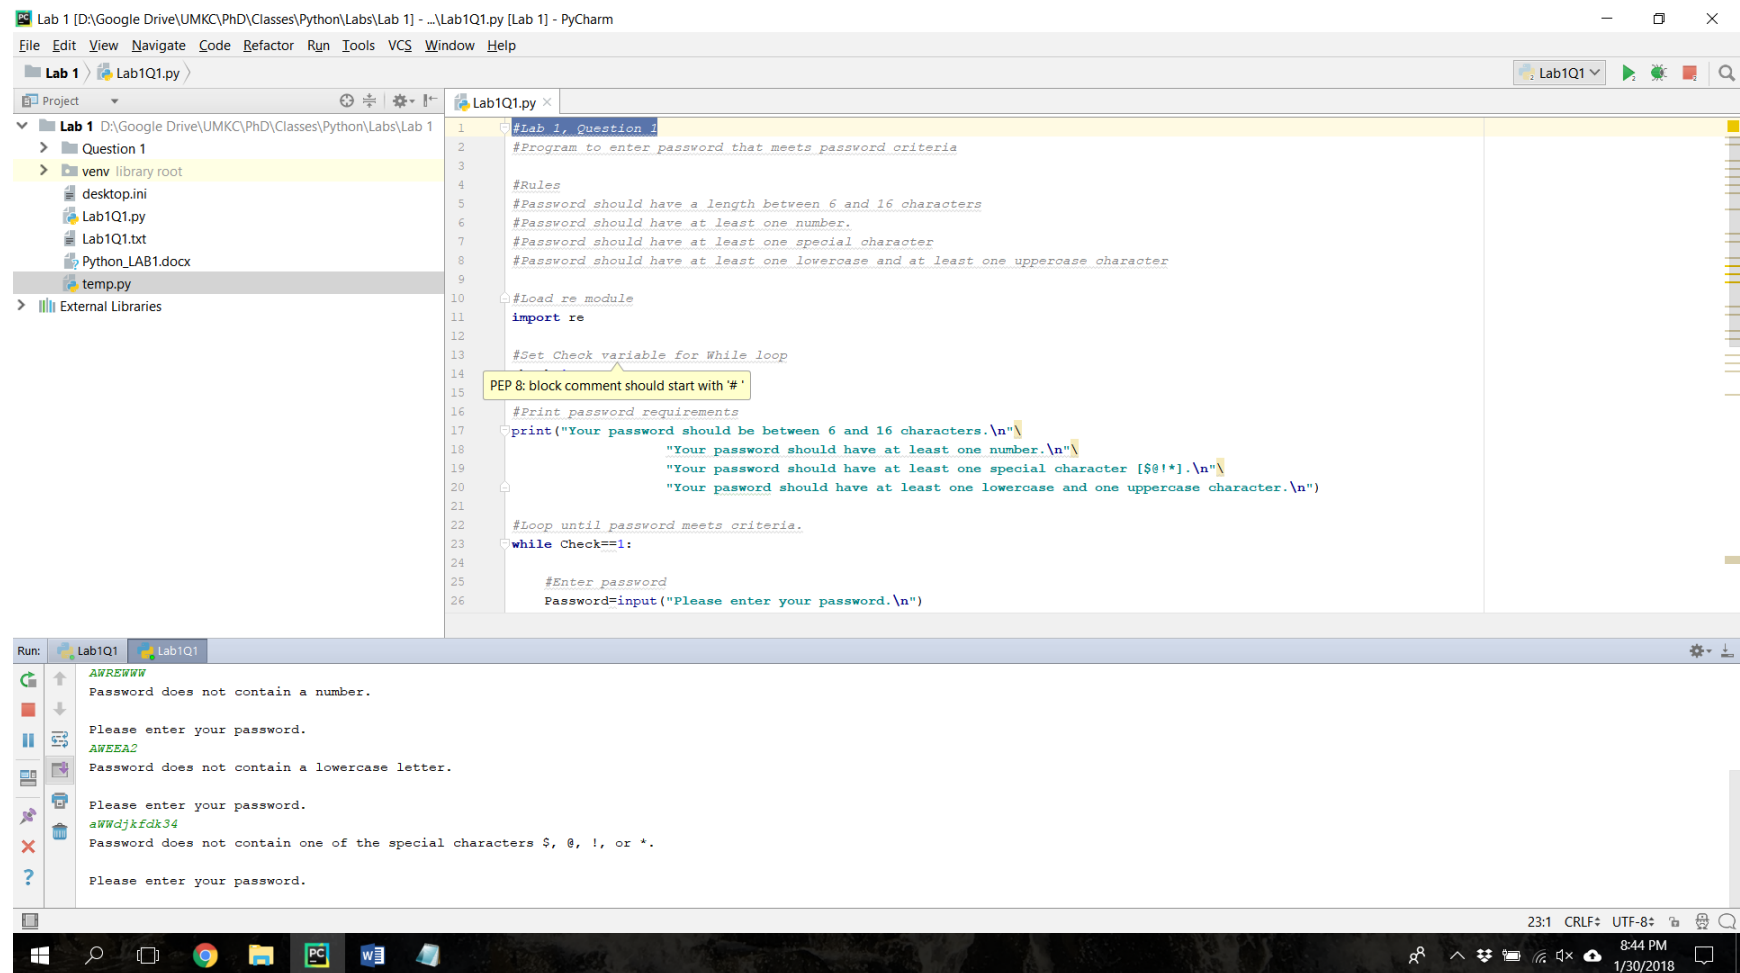 Lab 1 [D:\Google Drive\UMKC\PhD\Classes\Python\Labs\Lab 1] - ...\Lab1Q1.py [Lab 1] - PyCharm
File Edit View Navigate Code Refactor Run Tools VCS Window Help
Lab 1 Lab1Q1.py Lab1Q1
Project
Lab1Q1.py
Lab 1 D:\Google Drive\UMKC\PhD\Classes\Python\Labs\Lab 1
Question 1
venv library root
desktop.ini
Lab1Q1.py
Lab1Q1.txt
Python_LAB1.docx
temp.py
External Libraries
1 #Lab 1, Question 1
2 #Program to enter password that meets password criteria
3
4 #Rules
5 #Password should have a length between 6 and 16 characters
6 #Password should have at least one number.
7 #Password should have at least one special character
8 #Password should have at least one lowercase and at least one uppercase character
9
10 #Load re module
11 import re
12
13 #Set Check variable for While loop
14
PEP 8: block comment should start with '# '
15
16 #Print password requirements
17 print("Your password should be between 6 and 16 characters.\n"\
18 "Your password should have at least one number.\n"\
19 "Your password should have at least one special character [$@!*].\n"\
20 "Your pasword should have at least one lowercase and one uppercase character.\n")
21
22 #Loop until password meets criteria.
23 while Check==1:
24
25 #Enter password
26 Password=input("Please enter your password.\n")
Run: Lab1Q1 Lab1Q1
AWREWWW
Password does not contain a number.
Please enter your password.
AWEEA2
Password does not contain a lowercase letter.
Please enter your password.
aWWdjkfdk34
Password does not contain one of the special characters $, @, !, or *.
Please enter your password.
23:1 CRLF UTF-8
8:44 PM
1/30/2018